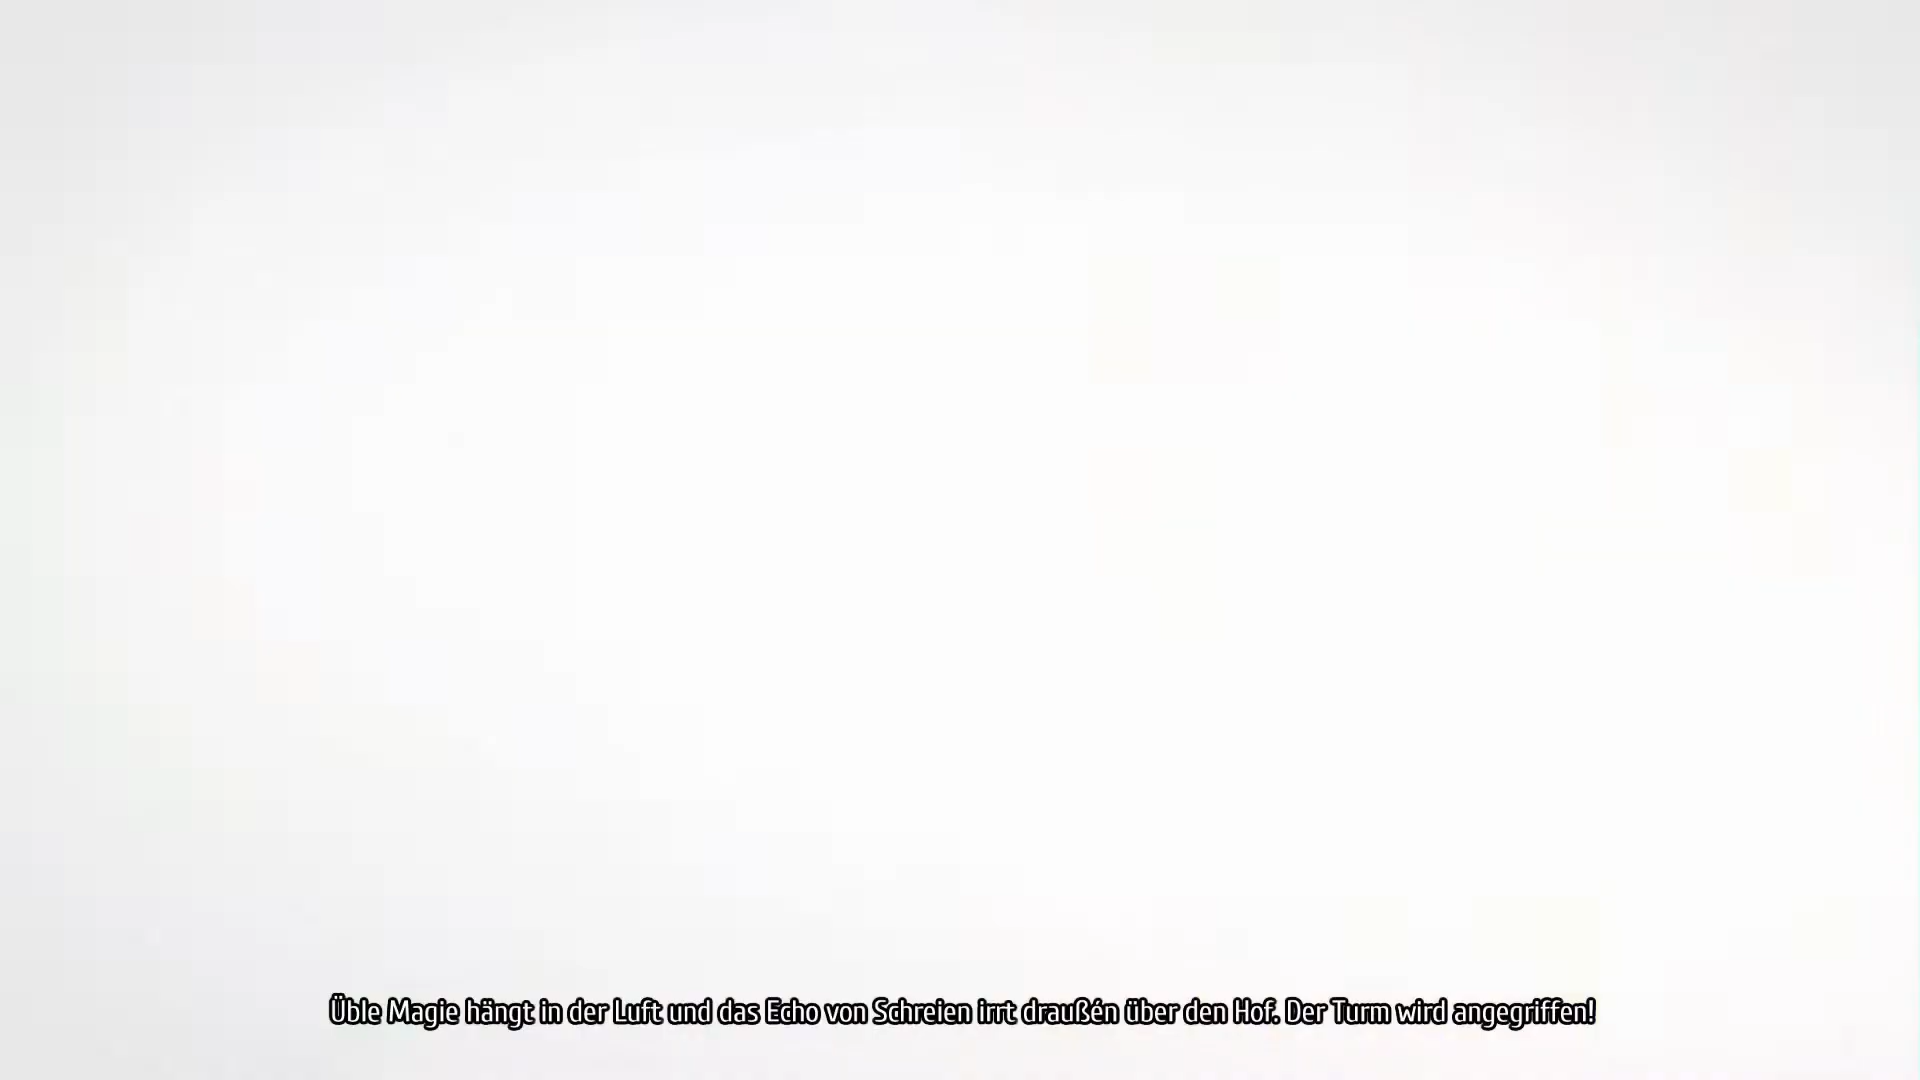 Üble Magie hängt in der Luft und das Echo von Schreien irrt draußén über den Hof. Der Turm wird angegriffen!